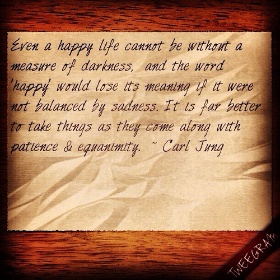 Even a happy life cannot be without a
measure of darkness, and the word
'happy' would lose its meaning if it were
not balanced by sadness. It is far better
to take things as they come along with
patience & equanimity. ~ Carl Jung
TWEEGRAM